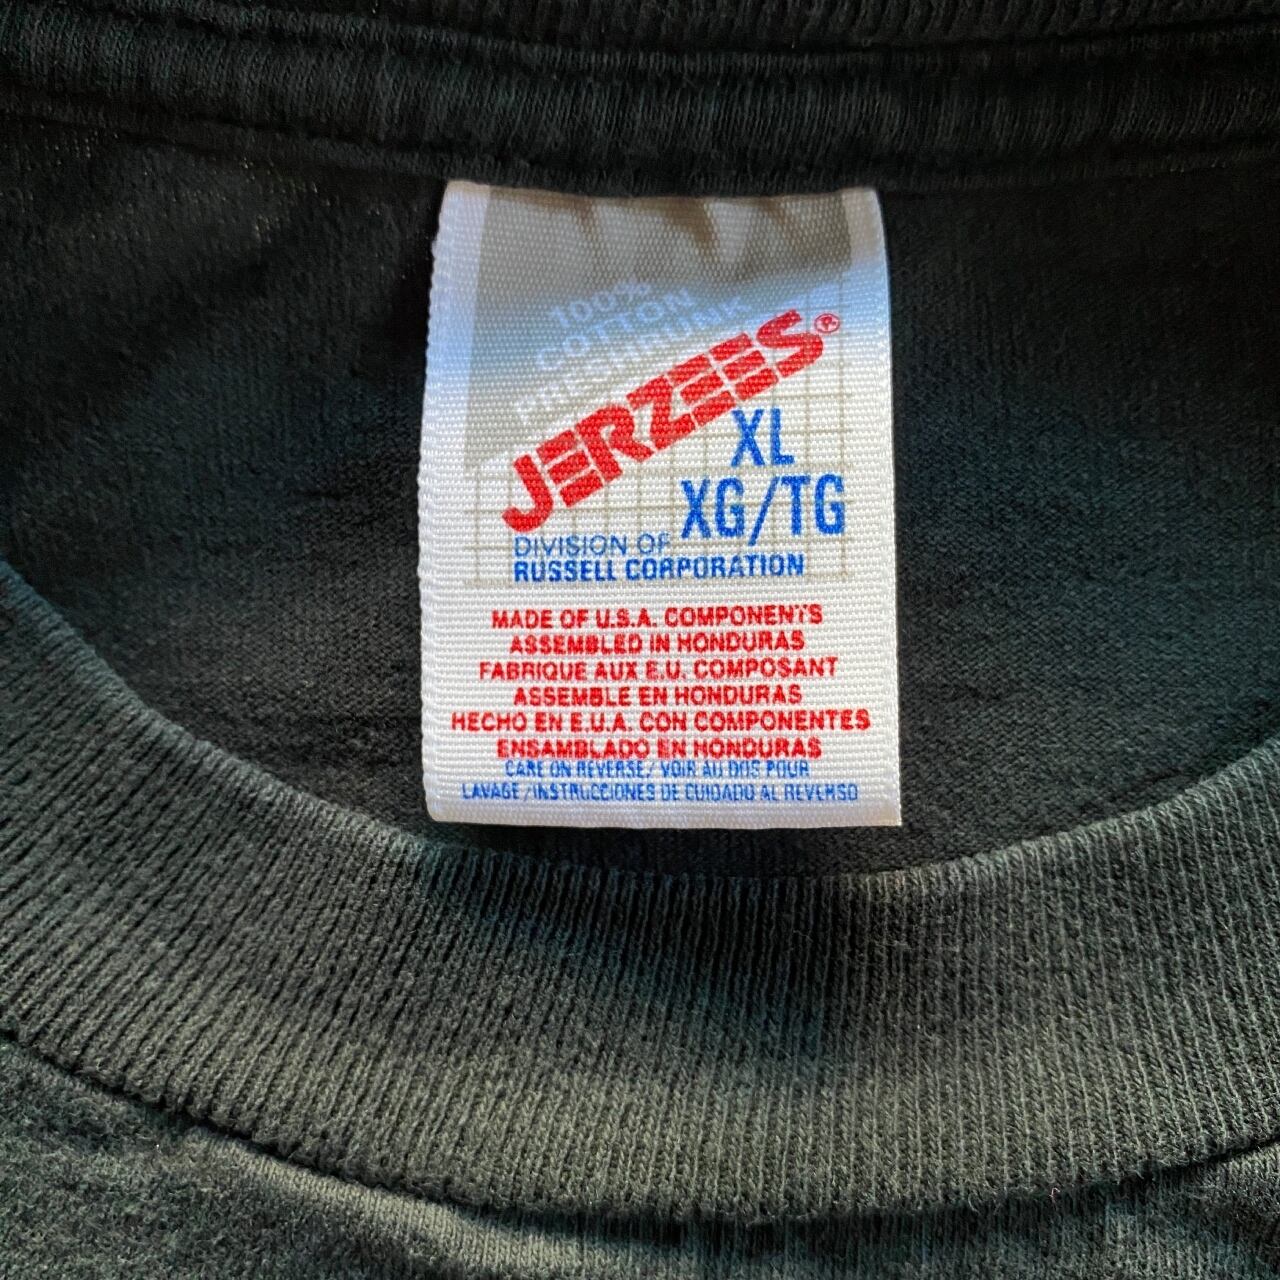 100%
COTTON
PRESHRUNK
JERZEES®
XL
XG/TG
DIVISION OF
RUSSELL CORPORATION
MADE OF U.S.A. COMPONENTS
ASSEMBLED IN HONDURAS
FABRIQUE AUX E.U. COMPOSANT
ASSEMBLE EN HONDURAS
HECHO EN E.U.A. CON COMPONENTES
ENSAMBLADO EN HONDURAS
CARE ON REVERSE/ VOIR AU DOS POUR
LAVAGE/INSTRUCCIONES DE CUIDADO AL REVERSO